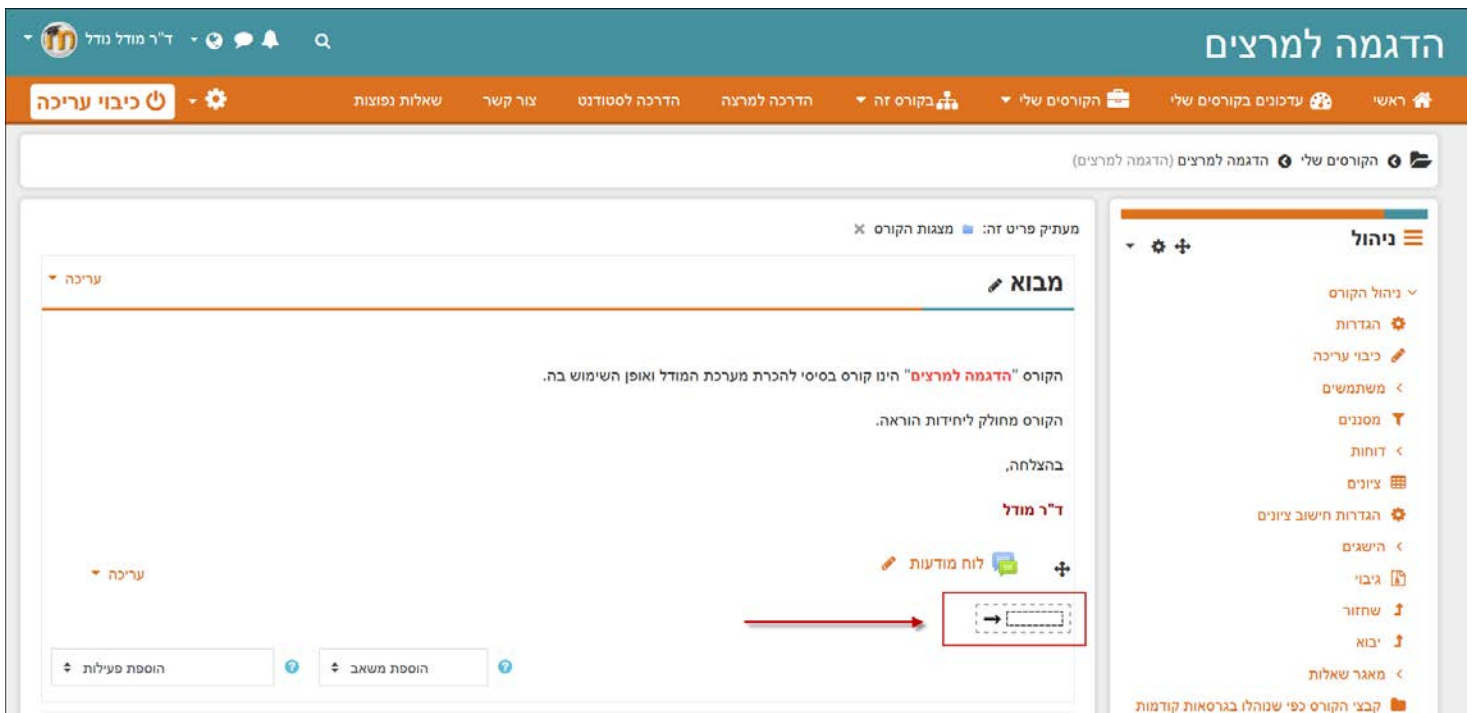 הדגמה למרצים
ד"ר מודל נודל
ראשי
עדכונים בקורסים שלי
הקורסים שלי
בקורס זה
הדרכה למרצה
הדרכה לסטודנט
צור קשר
שאלות נפוצות
כיבוי עריכה
הקורסים שלי הדגמה למרצים (הדגמה למרצים)
ניהול
ניהול הקורס
הגדרות
כיבוי עריכה
משתמשים
מסננים
דוחות
ציונים
הגדרות חישוב ציונים
הישגים
גיבוי
שחזור
יבוא
מאגר שאלות
קבצי הקורס כפי שנוהלו בגרסאות קודמות
מעתיק פריט זה: מצגות הקורס
מבוא
עריכה
הקורס "הדגמה למרצים" הינו קורס בסיסי להכרת מערכת המודל ואופן השימוש בה.
הקורס מחולק ליחידות הוראה.
בהצלחה,
ד"ר מודל
לוח מודעות
עריכה
הוספת משאב
הוספת פעילות